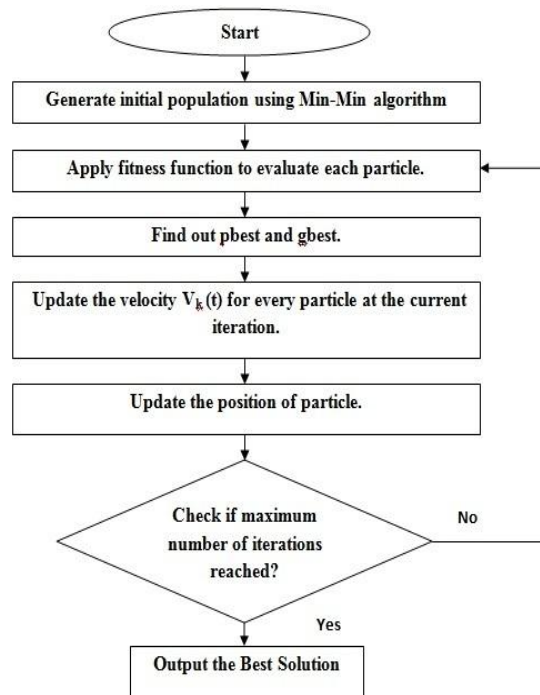 Start
Generate initial population using Min-Min algorithm
Apply fitness function to evaluate each particle.
Find out pbest and gbest.
Update the velocity Vₖ(t) for every particle at the current
iteration.
Update the position of particle.
Check if maximum
number of iterations
reached?
No
Yes
Output the Best Solution